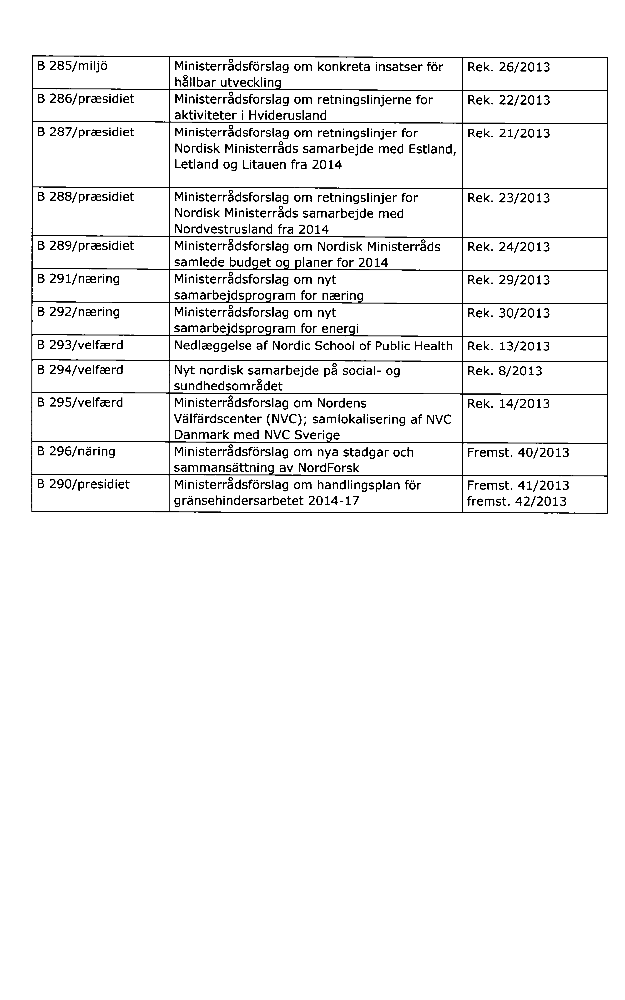 B 285/miljö Ministerrådsförslag om konkreta insatser för Rek. 26/2013
hållbar utveckling
B 286/præsidiet Ministerrådsforslag om retningslinjerne for Rek. 22/2013
aktiviteter i Hviderusland
B 287/præsidiet Ministerrådsforslag om retningslinjer for Rek. 21/2013
Nordisk Ministerråds samarbejde med Estland,
Letland og Litauen fra 2014
B 288/præsidiet Ministerrådsforslag om retningslinjer for Rek. 23/2013
Nordisk Ministerråds samarbejde med
Nordvestrusland fra 2014
B 289/præsidiet Ministerrådsforslag om Nordisk Ministerråds Rek. 24/2013
samlede budget og planer for 2014
B 291/næring Ministerrådsforslag om nyt Rek. 29/2013
samarbejdsprogram for næring
B 292/næring Ministerrådsforslag om nyt Rek. 30/2013
samarbejdsprogram for energi
B 293/velfærd Nedlæggelse af Nordic School of Public Health Rek. 13/2013
B 294/velfærd Nyt nordisk samarbejde på social- og Rek. 8/2013
sundhedsområdet
B 295/velfærd Ministerrådsforslag om Nordens Rek. 14/2013
Välfärdscenter (NVC); samlokalisering af NVC
Danmark med NVC Sverige
B 296/näring Ministerrådsförslag om nya stadgar och Fremst. 40/2013
sammansättning av NordForsk
B 290/presidiet Ministerrådsförslag om handlingsplan för Fremst. 41/2013
gränsehindersarbetet 2014-17 fremst. 42/2013